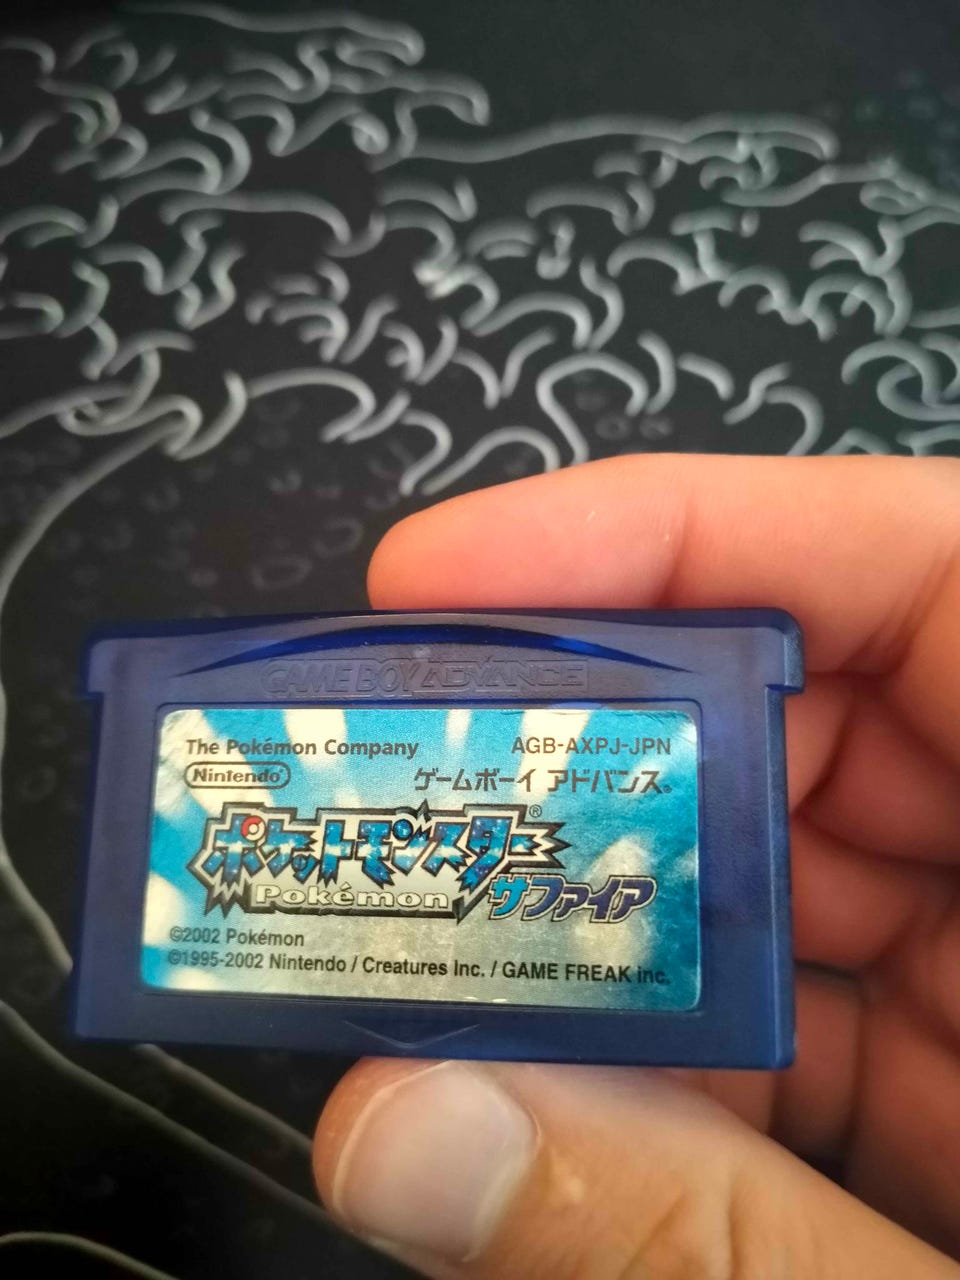 GAME BOY ADVANCE
The Pokémon Company
AGB-AXPJ-JPN
Nintendo®
ゲームボーイ アドバンス®
ポケットモンスター®
Pokémon
サファイア
©2002 Pokémon
©1995-2002 Nintendo / Creatures Inc. / GAME FREAK inc.